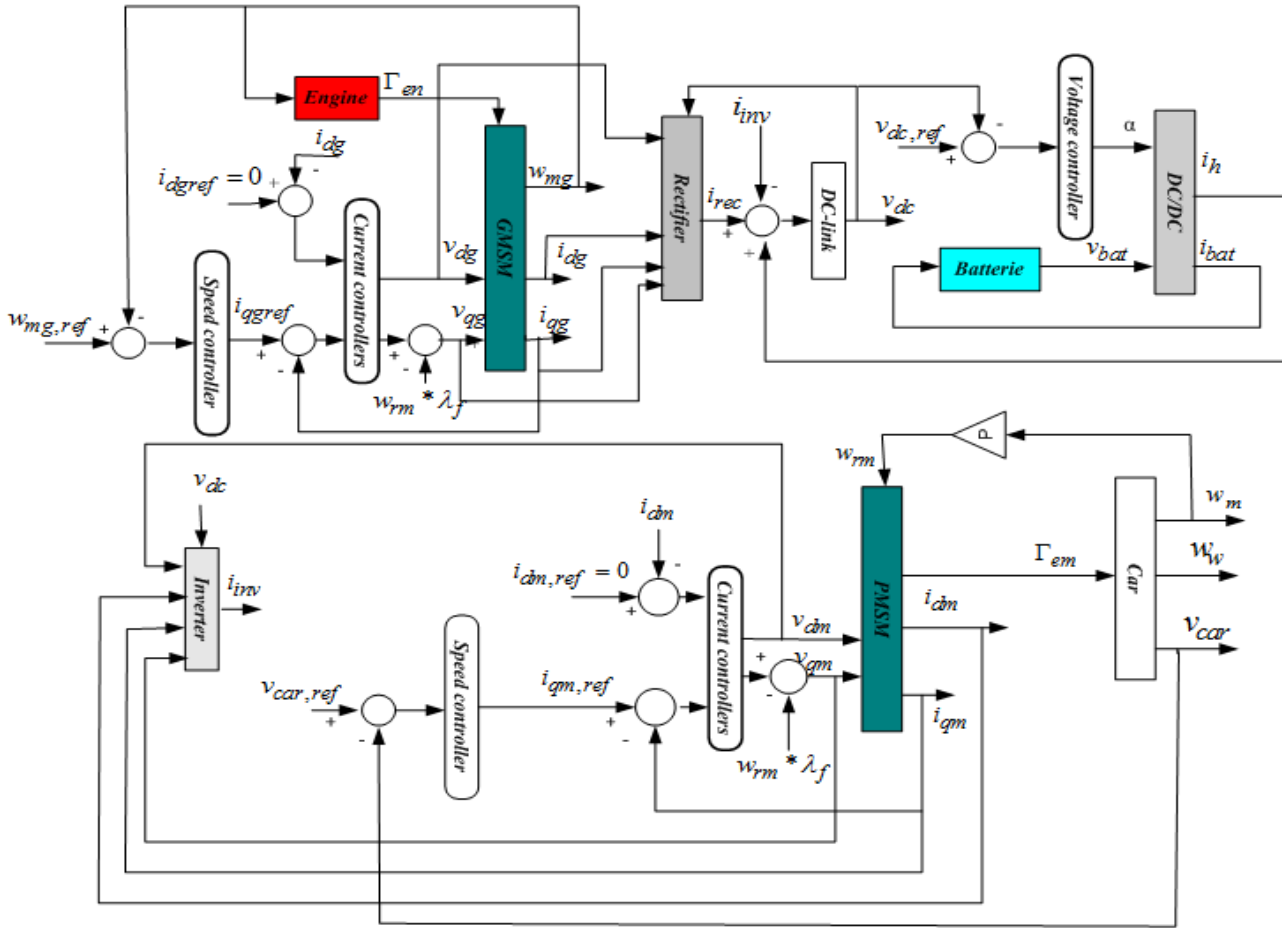 Engine
Γen
idg
idgref = 0
+
-
Speed controller
wmg,ref
+
-
iqgref
+
-
Current controllers
+
-
wrm * λf
vdg
vqg
GMSM
wmg
idg
iqg
Rectifier
irec
+
iinv
-
+
DC-link
vdc
vdc,ref
+
-
Voltage controller
α
DC/DC
ih
ibat
vbat
Batterie
vdc
Inverter
iinv
vcar,ref
+
-
Speed controller
iqm,ref
+
-
idm
-
idm,ref = 0
+
Current controllers
vdm
+
-
vqm
wrm * λf
wrm
P
PMSM
Γem
idm
iqm
Car
wm
ww
vcar